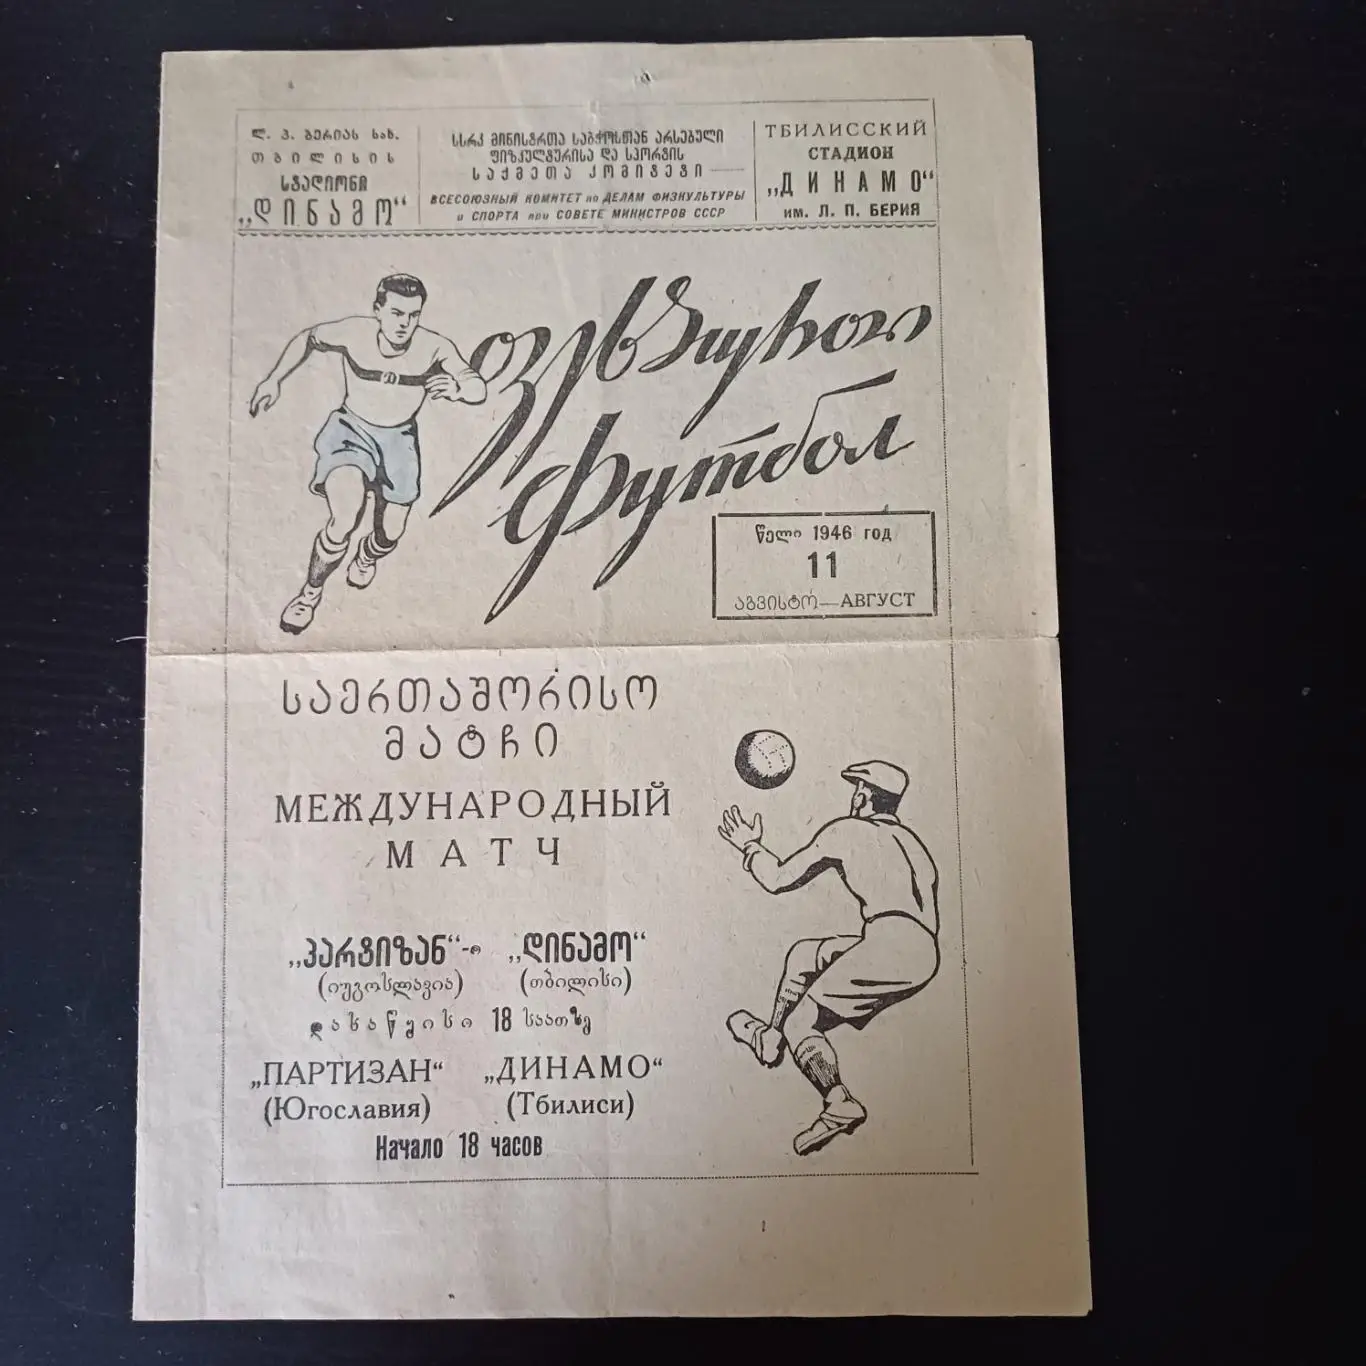 ლ. პ. ბერიას სახ.
თბილისის
სტადიონი
„დინამო“
სსრკ მინისტრთა საბჭოსთან არსებული
ფიზკულტურისა და სპორტის
საქმეთა კომიტეტი
ВСЕСОЮЗНЫЙ КОМИТЕТ по ДЕЛАМ ФИЗКУЛЬТУРЫ
и СПОРТА при СОВЕТЕ МИНИСТРОВ СССР
ТБИЛИССКИЙ
СТАДИОН
„ДИНАМО“
им. Л. П. БЕРИЯ
ფეხბურთი
футбол
წელი 1946 год
11
აგვისტო — АВГУСТ
საერთაშორისო
მატჩი
МЕЖДУНАРОДНЫЙ
МАТЧ
„პარტიზან“-ი „დინამო“
(იუგოსლავია) (თბილისი)
დასაწყისი 18 საათზე
„ПАРТИЗАН“ „ДИНАМО“
(Югославия) (Тбилиси)
Начало 18 часов